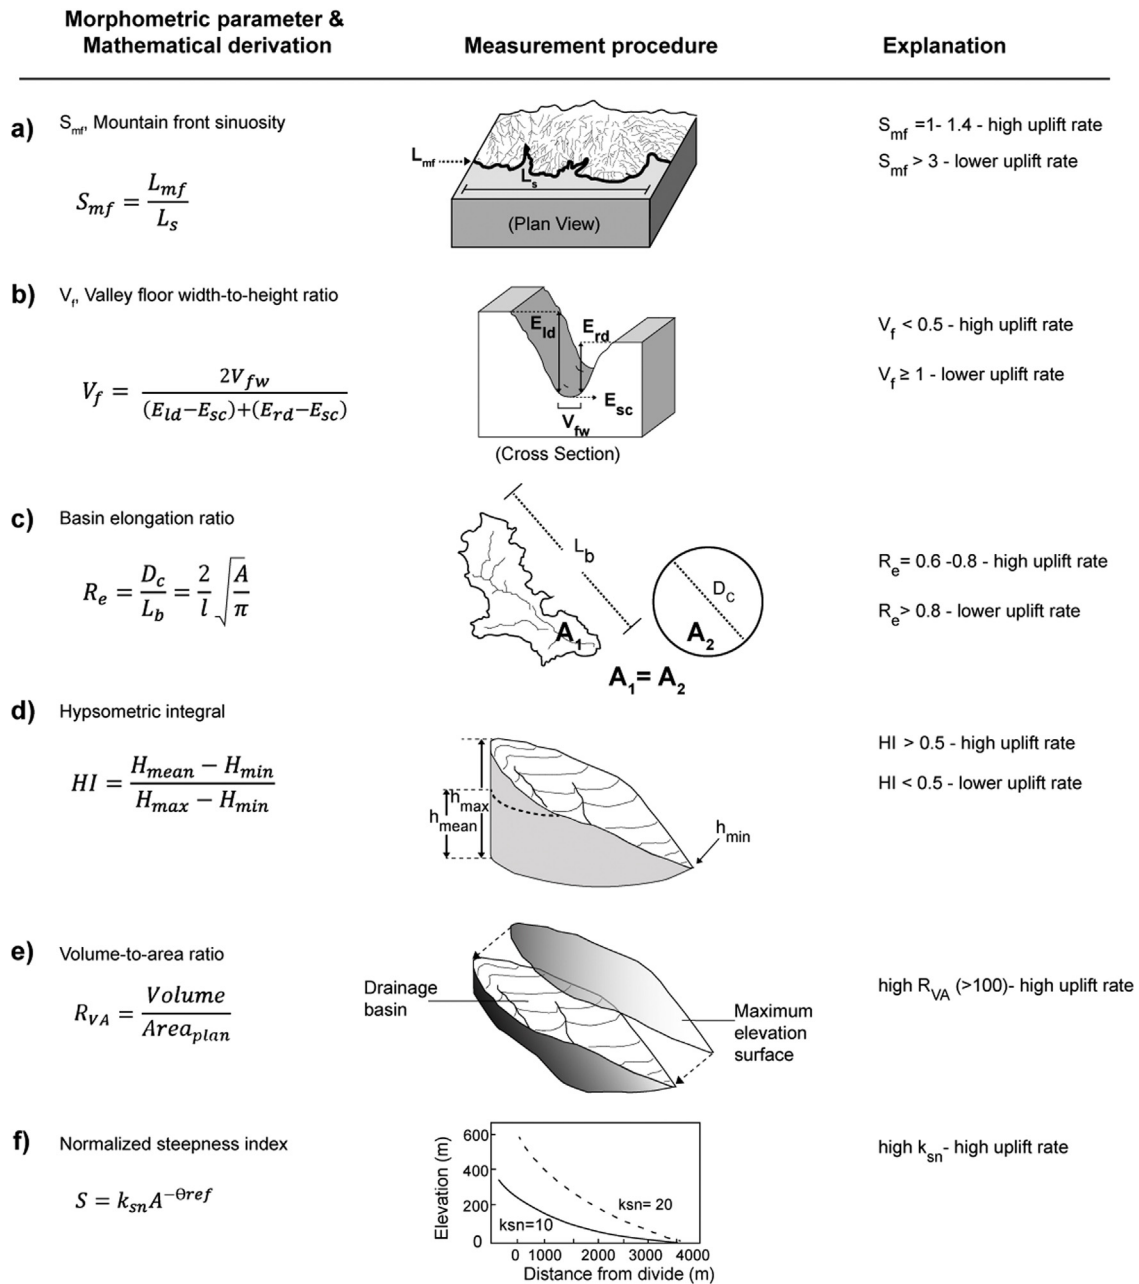 Morphometric parameter &
Mathematical derivation
Measurement procedure
Explanation
a)
S_mf, Mountain front sinuosity
S_mf = L_mf / L_s
L_mf
L_s
(Plan View)
S_mf =1- 1.4 - high uplift rate
S_mf > 3 - lower uplift rate
b)
V_f, Valley floor width-to-height ratio
V_f = 2V_fw / (E_ld−E_sc)+(E_rd−E_sc)
E_ld
E_rd
E_sc
V_fw
(Cross Section)
V_f < 0.5 - high uplift rate
V_f ≥ 1 - lower uplift rate
c)
Basin elongation ratio
R_e = D_c / L_b = 2 / l √ A / π
L_b
D_C
A_1
A_2
A_1= A_2
R_e= 0.6 -0.8 - high uplift rate
R_e> 0.8 - lower uplift rate
d)
Hypsometric integral
HI = H_mean − H_min / H_max − H_min
h_max
h_mean
h_min
HI > 0.5 - high uplift rate
HI < 0.5 - lower uplift rate
e)
Volume-to-area ratio
R_VA = Volume / Area_plan
Drainage
basin
Maximum
elevation
surface
high R_VA (>100)- high uplift rate
f)
Normalized steepness index
S = k_sn A^−Θref
Elevation (m)
600
400
200
0
ksn= 20
ksn=10
0 1000 2000 3000 4000
Distance from divide (m)
high k_sn- high uplift rate